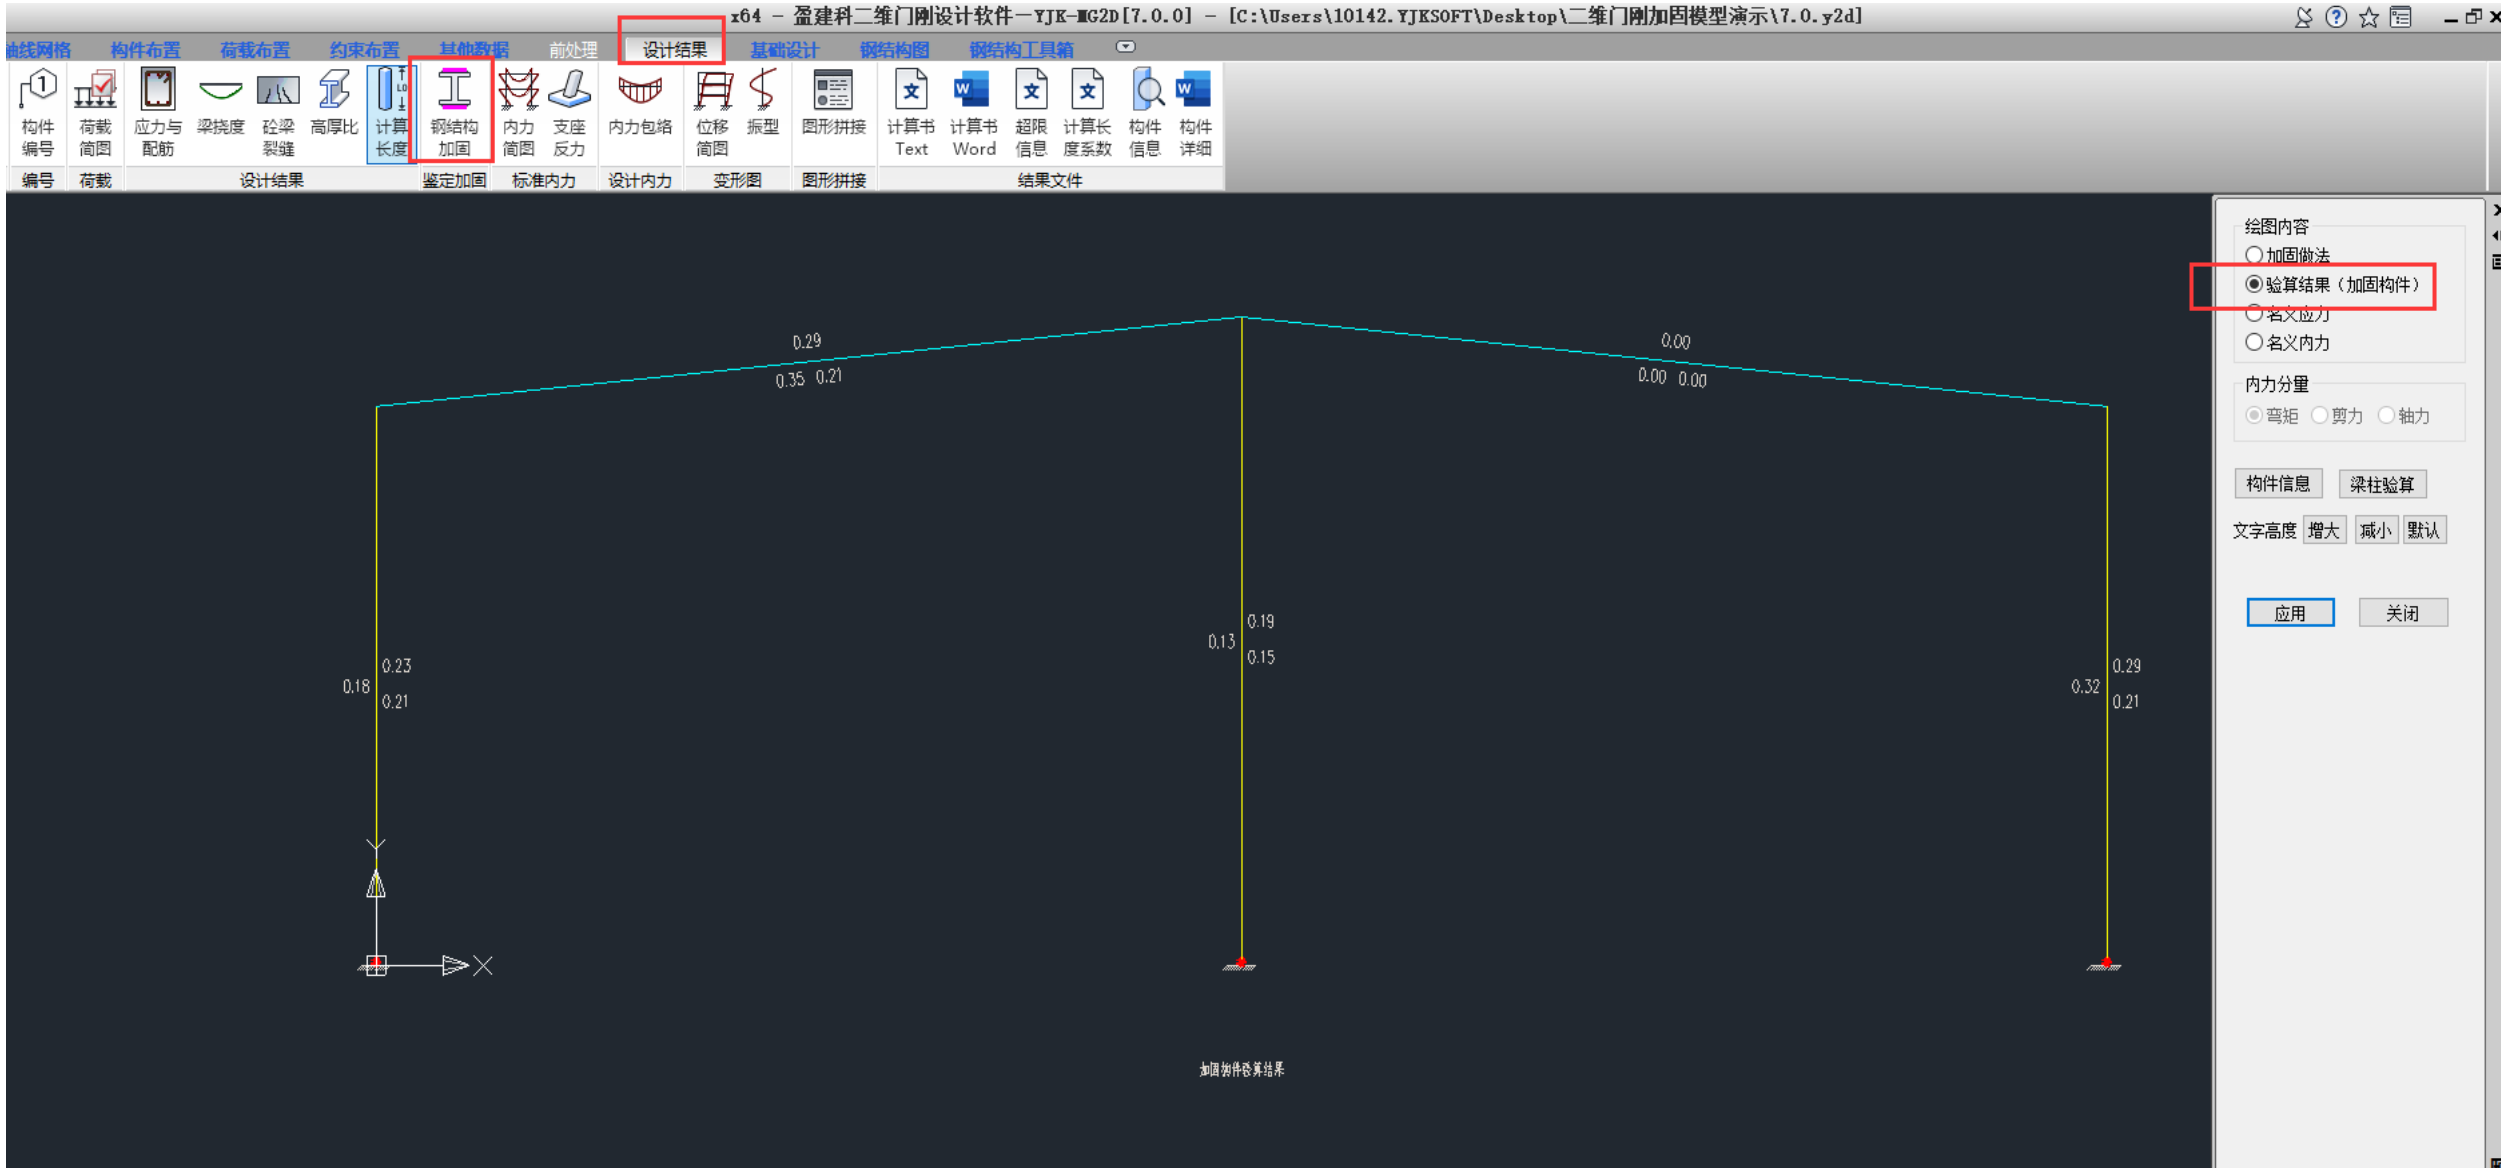 x64 - 盈建科二维门刚设计软件-YJK-MG2D[7.0.0] - [C:\Users\10142.YJKSOFT\Desktop\二维门刚加固模型演示\7.0.y2d]
轴线网格 构件布置 荷载布置 约束布置 其他数据 前处理 设计结果 基础设计 钢结构图 钢结构工具箱
构件编号 荷载简图 应力与配筋 梁挠度 砼梁裂缝 高厚比 计算长度 钢结构加固 内力简图 支座反力 内力包络 位移简图 振型 图形拼接 计算书Text 计算书Word 超限信息 计算长度系数 构件信息 构件详细
编号 荷载 设计结果 鉴定加固 标准内力 设计内力 变形图 图形拼接 结果文件
绘图内容
加固做法
验算结果（加固构件）
名义应力
名义内力
内力分量
弯矩 剪力 轴力
构件信息 梁柱验算
文字高度 增大 减小 默认
应用 关闭
0.29
0.35 0.21
0.00
0.00 0.00
0.18 0.23
0.21
0.13 0.19
0.15
0.32 0.29
0.21
Y
X
加固构件验算结果